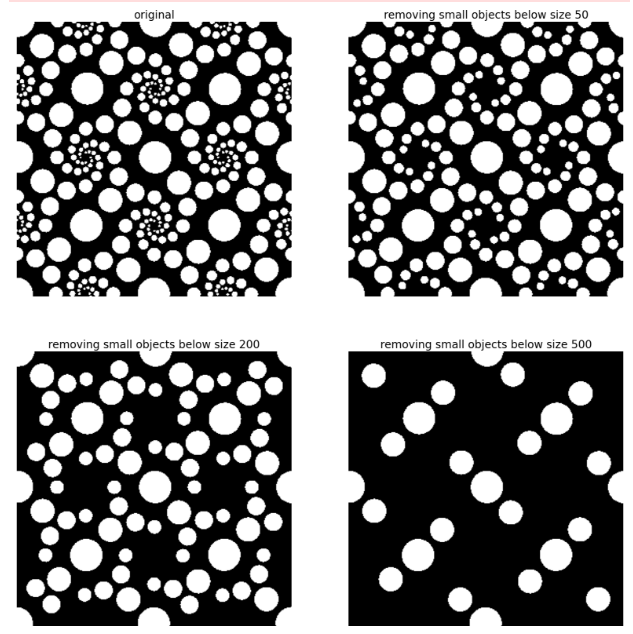 original
removing small objects below size 50
removing small objects below size 200
removing small objects below size 500